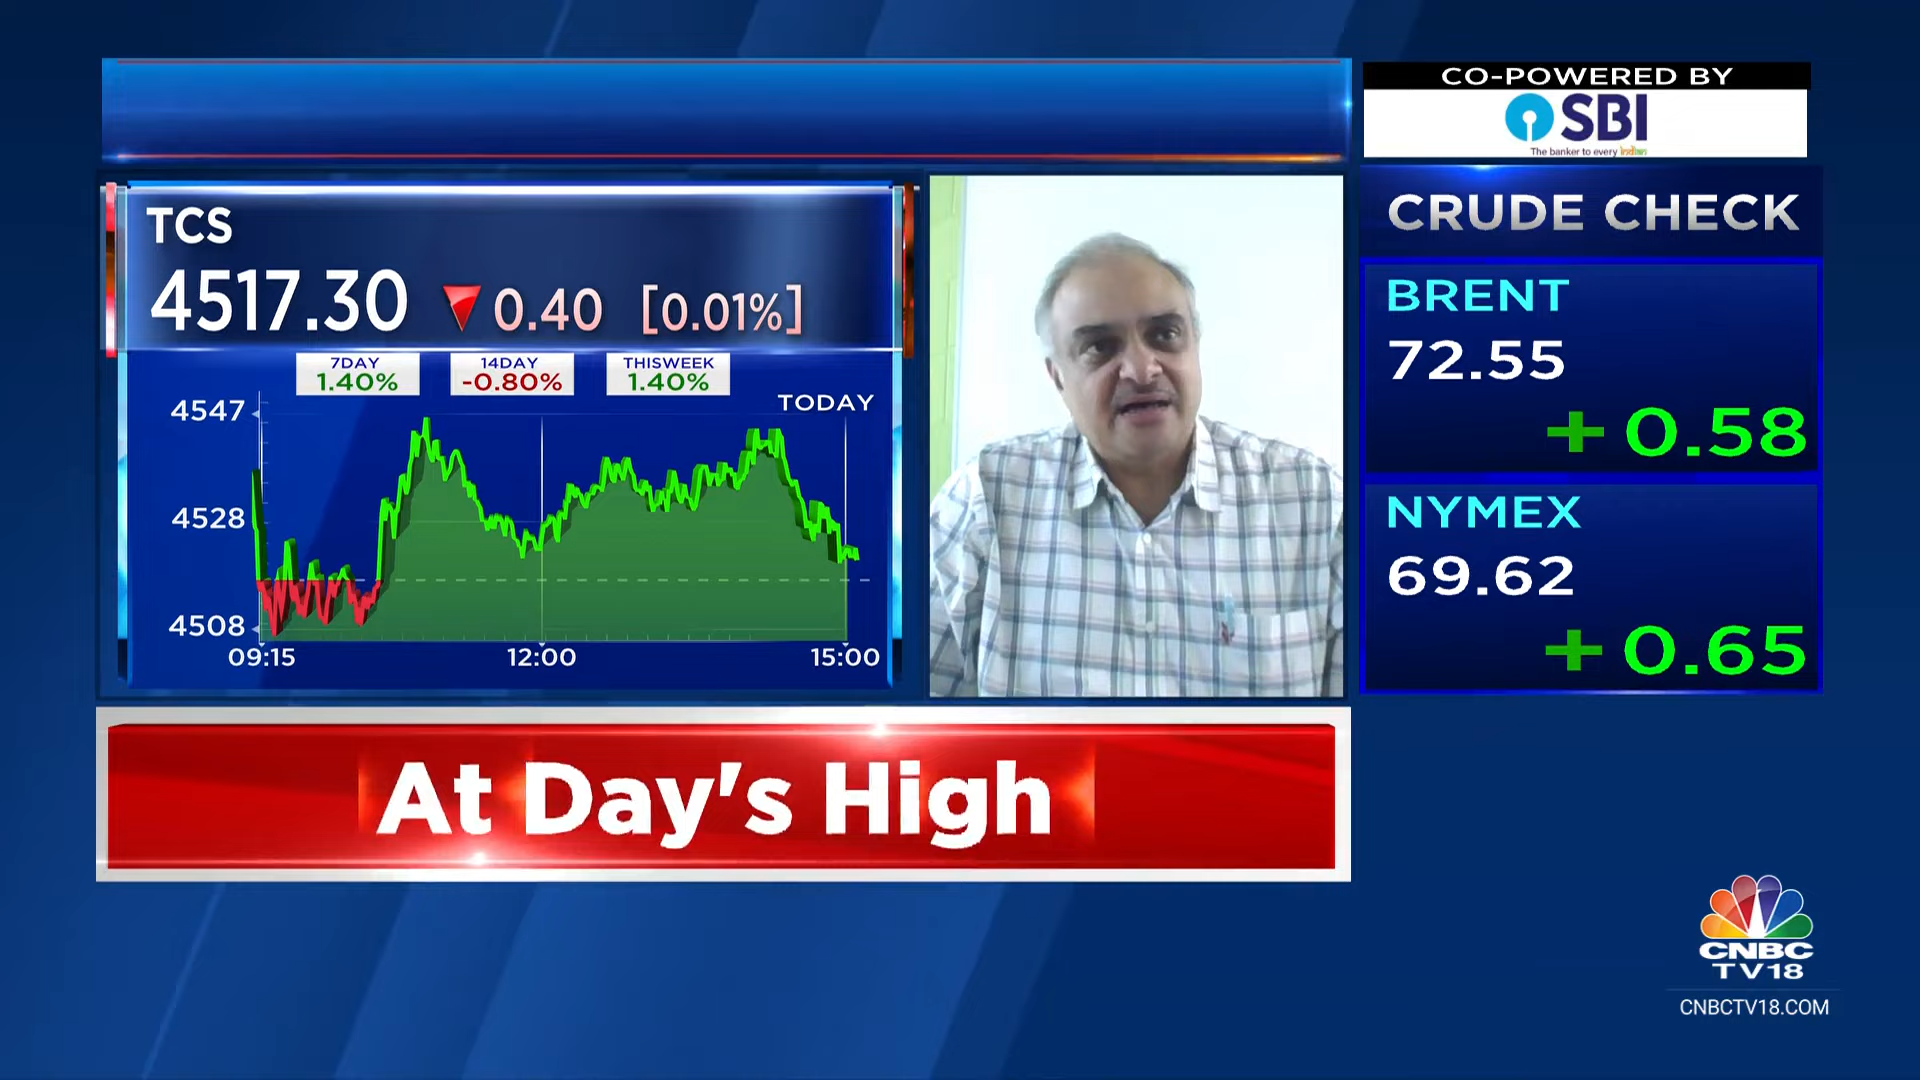 CO-POWERED BY
SBI
The banker to every indian
TCS
4517.30 ▼ 0.40 [0.01%]
7DAY 14DAY THISWEEK
1.40% -0.80% 1.40%
TODAY
4547
4528
4508
09:15 12:00 15:00
CRUDE CHECK
BRENT
72.55
+ 0.58
NYMEX
69.62
+ 0.65
At Day's High
CNBC
TV18
CNBCTV18.COM